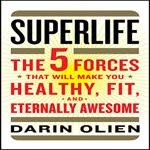 SUPERLIFE
THE 5 FORCES
THAT WILL MAKE YOU
HEALTHY, FIT,
AND
ETERNALLY AWESOME
DARIN OLIEN